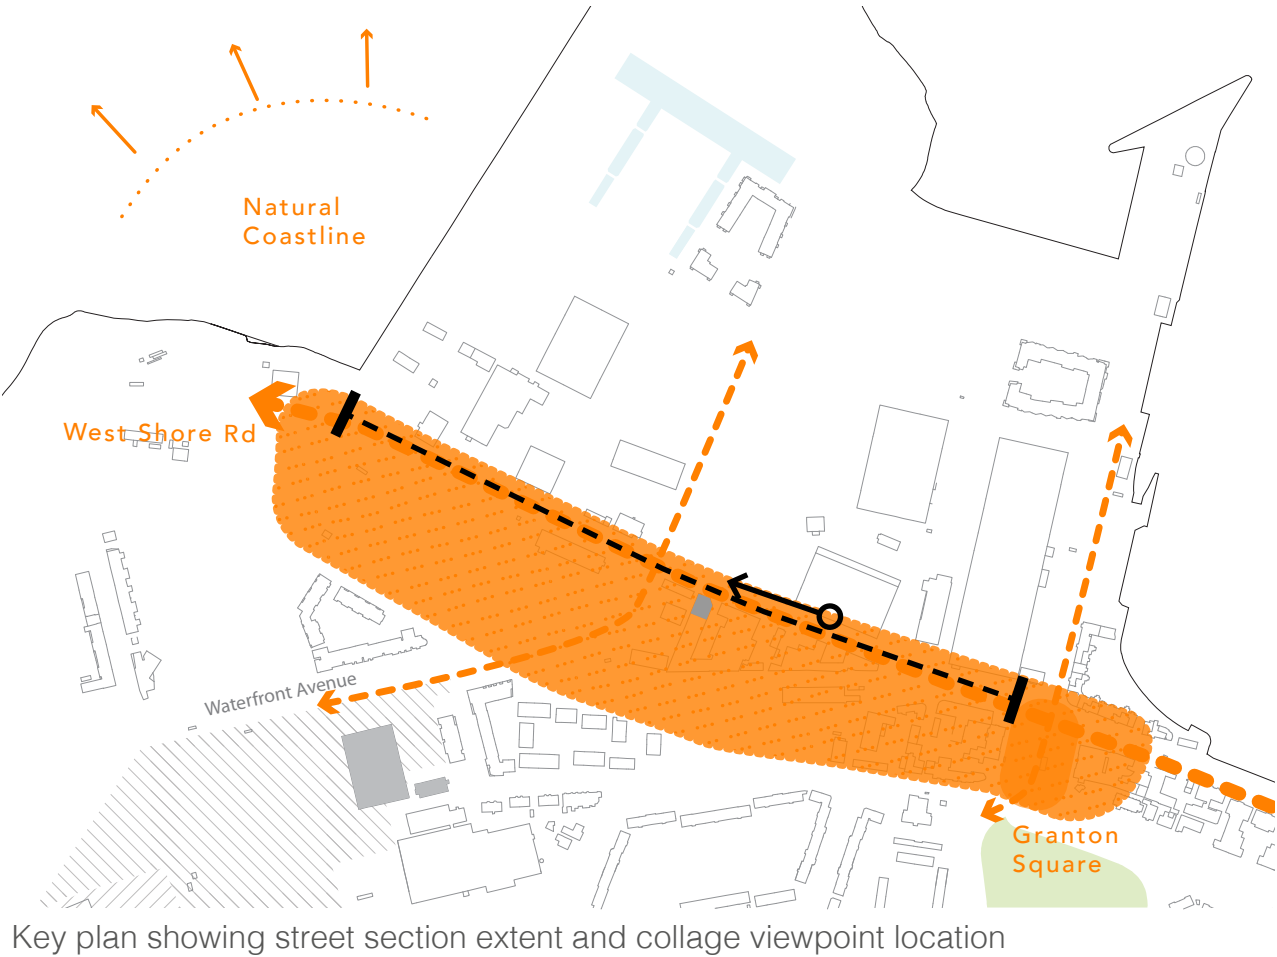 Natural
Coastline
West Shore Rd
Waterfront Avenue
Granton
Square
Key plan showing street section extent and collage viewpoint location